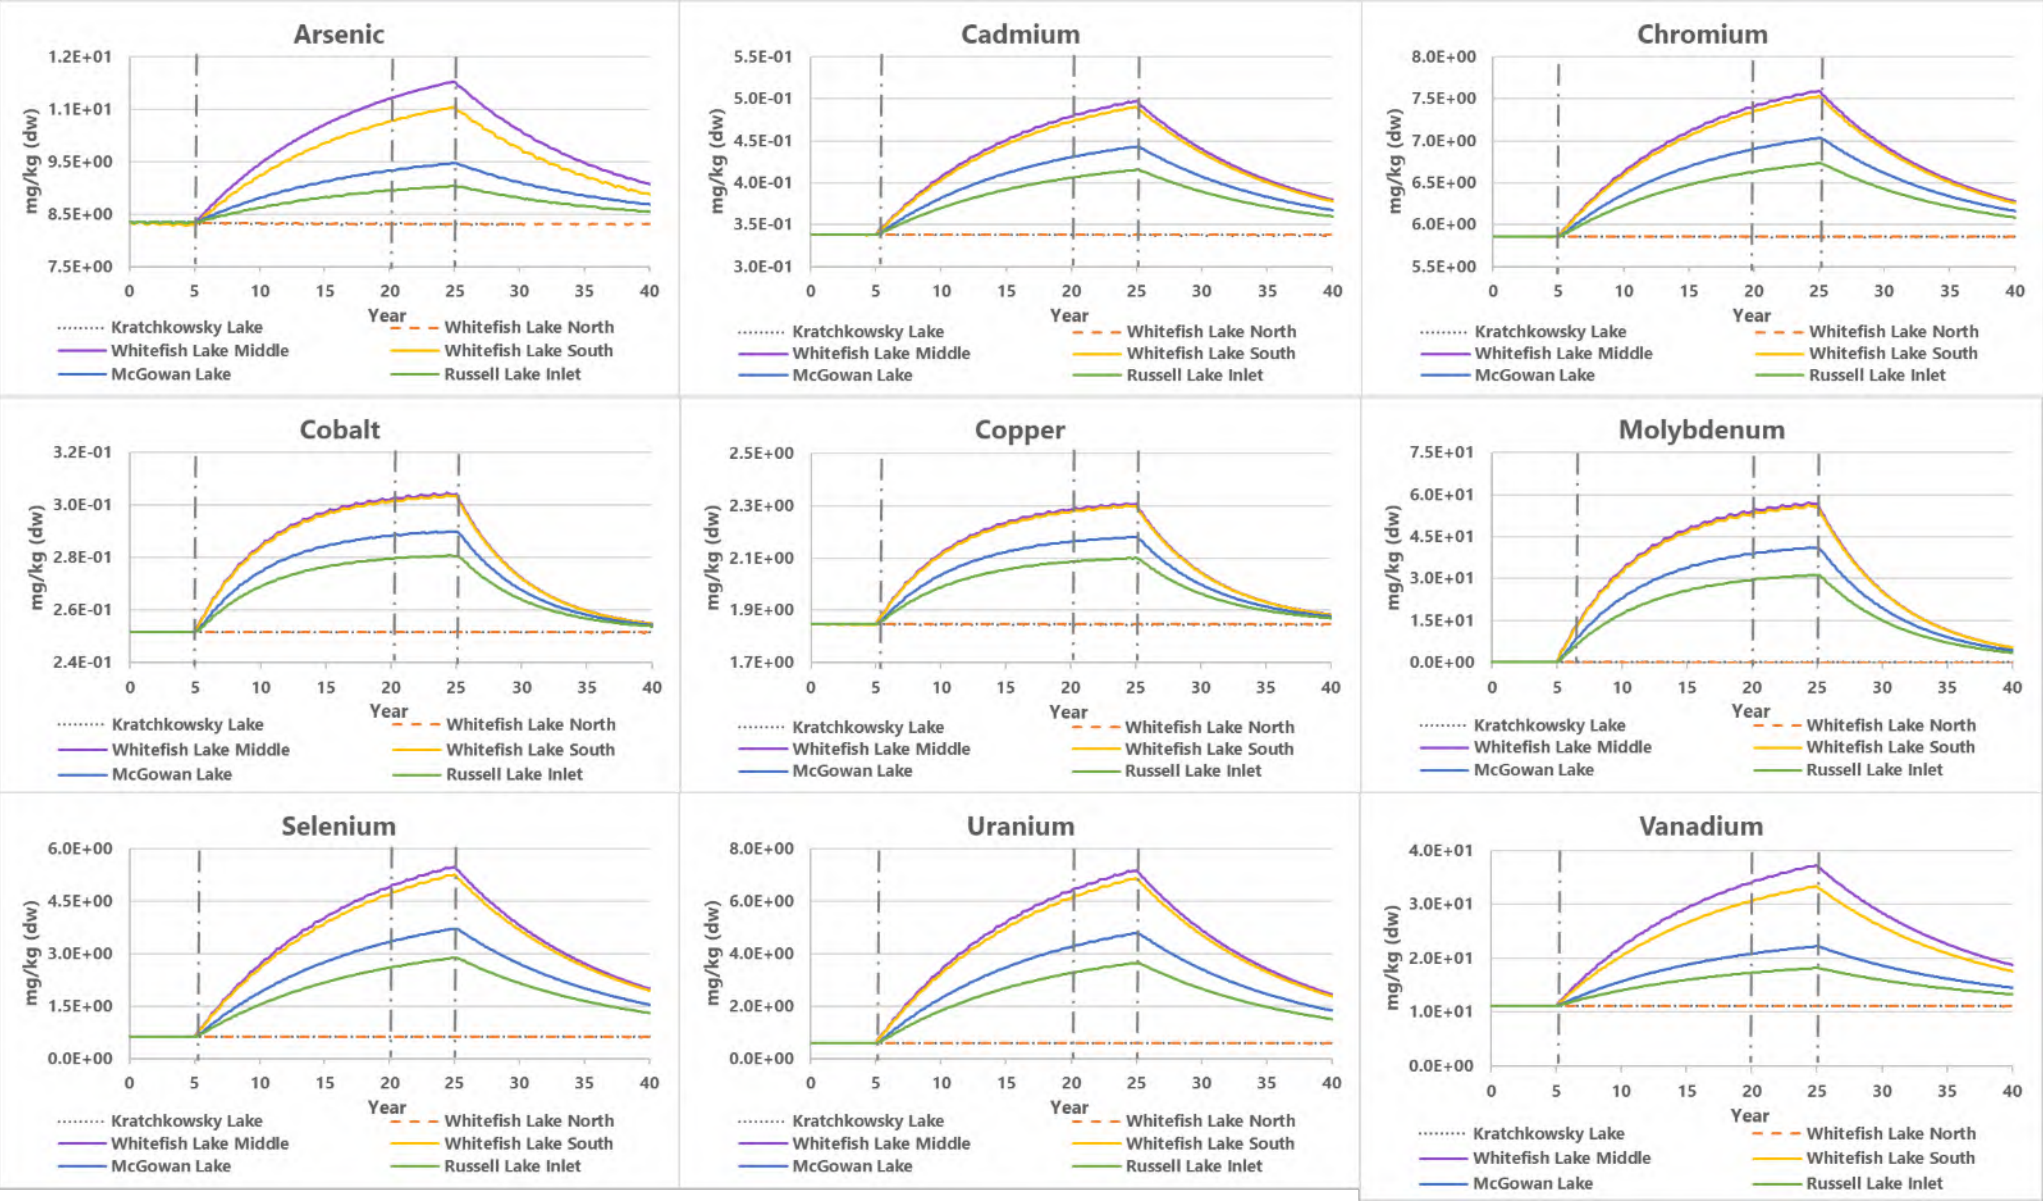 Arsenic
1.2E+01
1.1E+01
9.5E+00
8.5E+00
7.5E+00
mg/kg (dw)
0 5 10 15 20 25 30 35 40
Year
Kratchkowsky Lake Whitefish Lake North
Whitefish Lake Middle Whitefish Lake South
McGowan Lake Russell Lake Inlet
Cadmium
5.5E-01
5.0E-01
4.5E-01
4.0E-01
3.5E-01
3.0E-01
mg/kg (dw)
0 5 10 15 20 25 30 35 40
Year
Kratchkowsky Lake Whitefish Lake North
Whitefish Lake Middle Whitefish Lake South
McGowan Lake Russell Lake Inlet
Chromium
8.0E+00
7.5E+00
7.0E+00
6.5E+00
6.0E+00
5.5E+00
mg/kg (dw)
0 5 10 15 20 25 30 35 40
Year
Kratchkowsky Lake Whitefish Lake North
Whitefish Lake Middle Whitefish Lake South
McGowan Lake Russell Lake Inlet
Cobalt
3.2E-01
3.0E-01
2.8E-01
2.6E-01
2.4E-01
mg/kg (dw)
0 5 10 15 20 25 30 35 40
Year
Kratchkowsky Lake Whitefish Lake North
Whitefish Lake Middle Whitefish Lake South
McGowan Lake Russell Lake Inlet
Copper
2.5E+00
2.3E+00
2.1E+00
1.9E+00
1.7E+00
mg/kg (dw)
0 5 10 15 20 25 30 35 40
Year
Kratchkowsky Lake Whitefish Lake North
Whitefish Lake Middle Whitefish Lake South
McGowan Lake Russell Lake Inlet
Molybdenum
7.5E+01
6.0E+01
4.5E+01
3.0E+01
1.5E+01
0.0E+00
mg/kg (dw)
0 5 10 15 20 25 30 35 40
Year
Kratchkowsky Lake Whitefish Lake North
Whitefish Lake Middle Whitefish Lake South
McGowan Lake Russell Lake Inlet
Selenium
6.0E+00
4.5E+00
3.0E+00
1.5E+00
0.0E+00
mg/kg (dw)
0 5 10 15 20 25 30 35 40
Year
Kratchkowsky Lake Whitefish Lake North
Whitefish Lake Middle Whitefish Lake South
McGowan Lake Russell Lake Inlet
Uranium
8.0E+00
6.0E+00
4.0E+00
2.0E+00
0.0E+00
mg/kg (dw)
0 5 10 15 20 25 30 35 40
Year
Kratchkowsky Lake Whitefish Lake North
Whitefish Lake Middle Whitefish Lake South
McGowan Lake Russell Lake Inlet
Vanadium
4.0E+01
3.0E+01
2.0E+01
1.0E+01
0.0E+00
mg/kg (dw)
0 5 10 15 20 25 30 35 40
Year
Kratchkowsky Lake Whitefish Lake North
Whitefish Lake Middle Whitefish Lake South
McGowan Lake Russell Lake Inlet